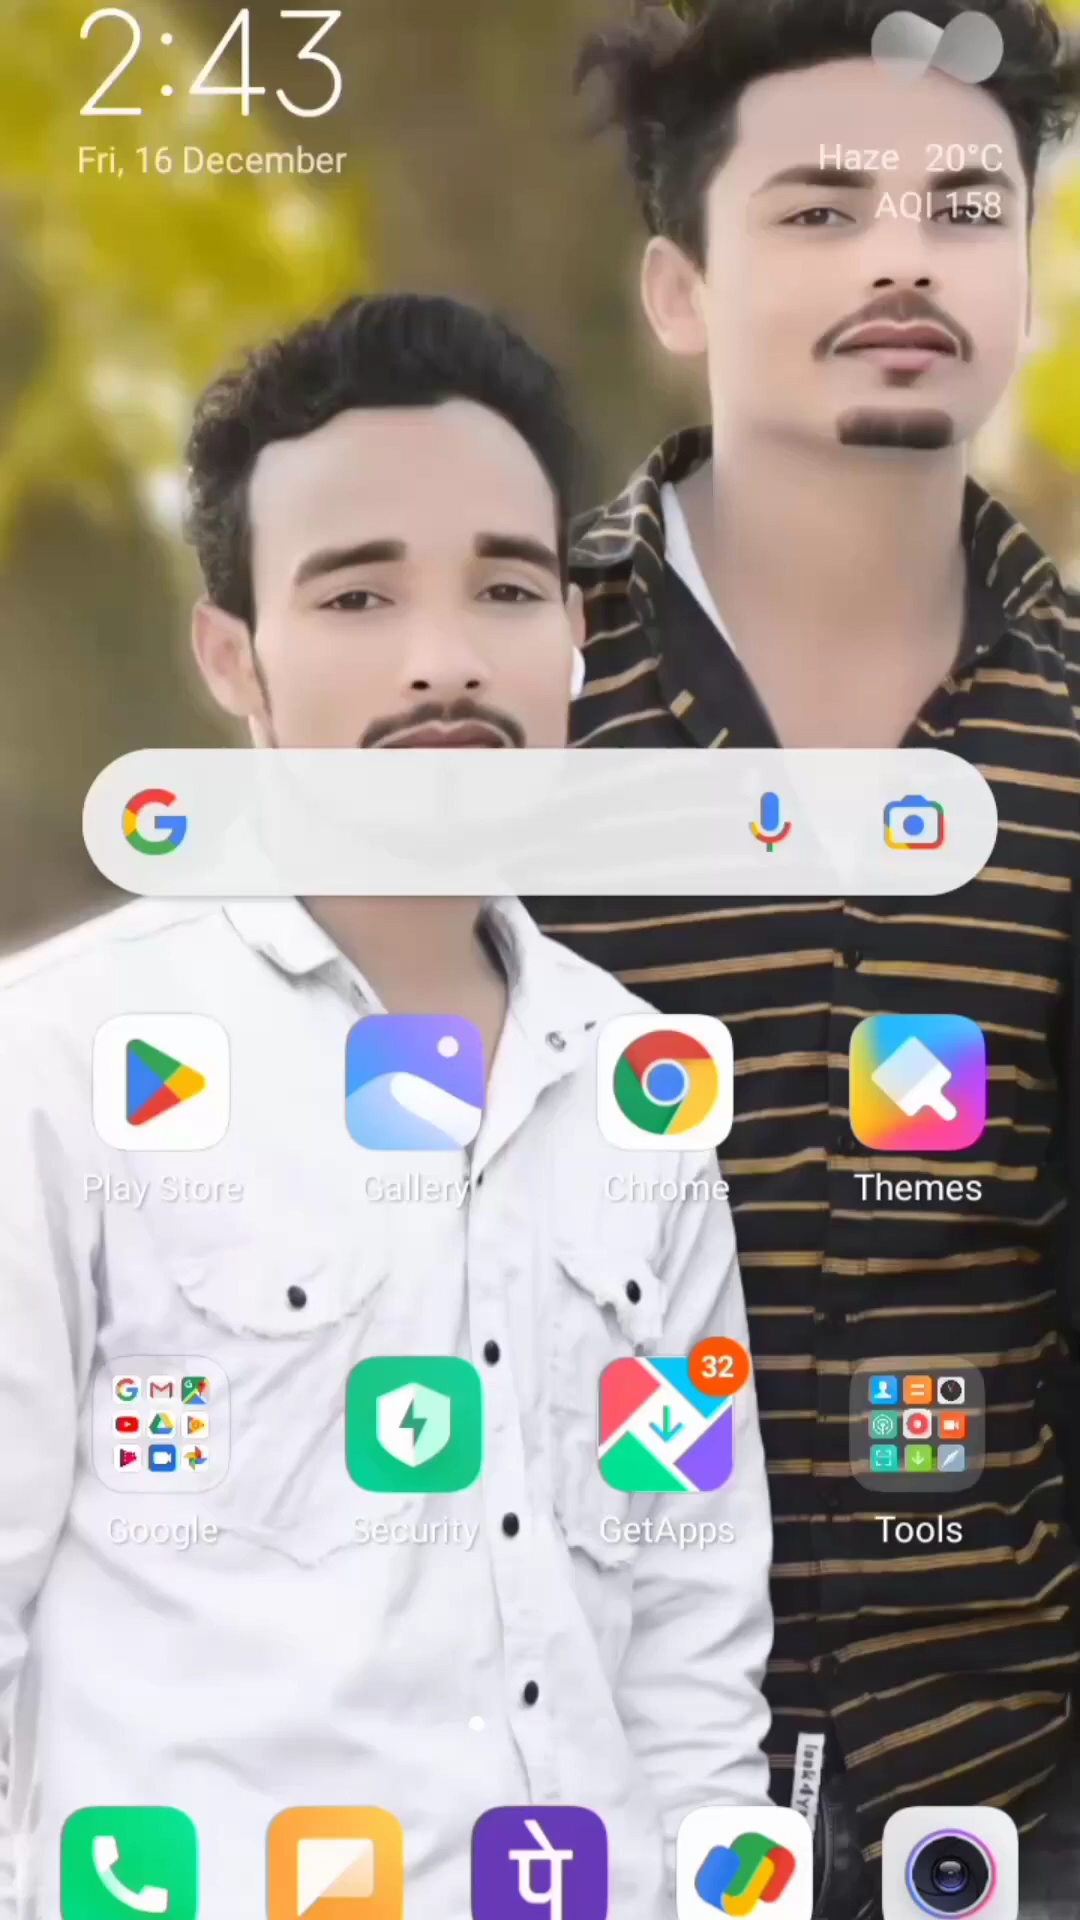 2:43
Fri, 16 December
Haze 20°C
AQI 158
Play Store
Gallery
Chrome
Themes
32
Google
Security
GetApps
Tools
look4yo
पे